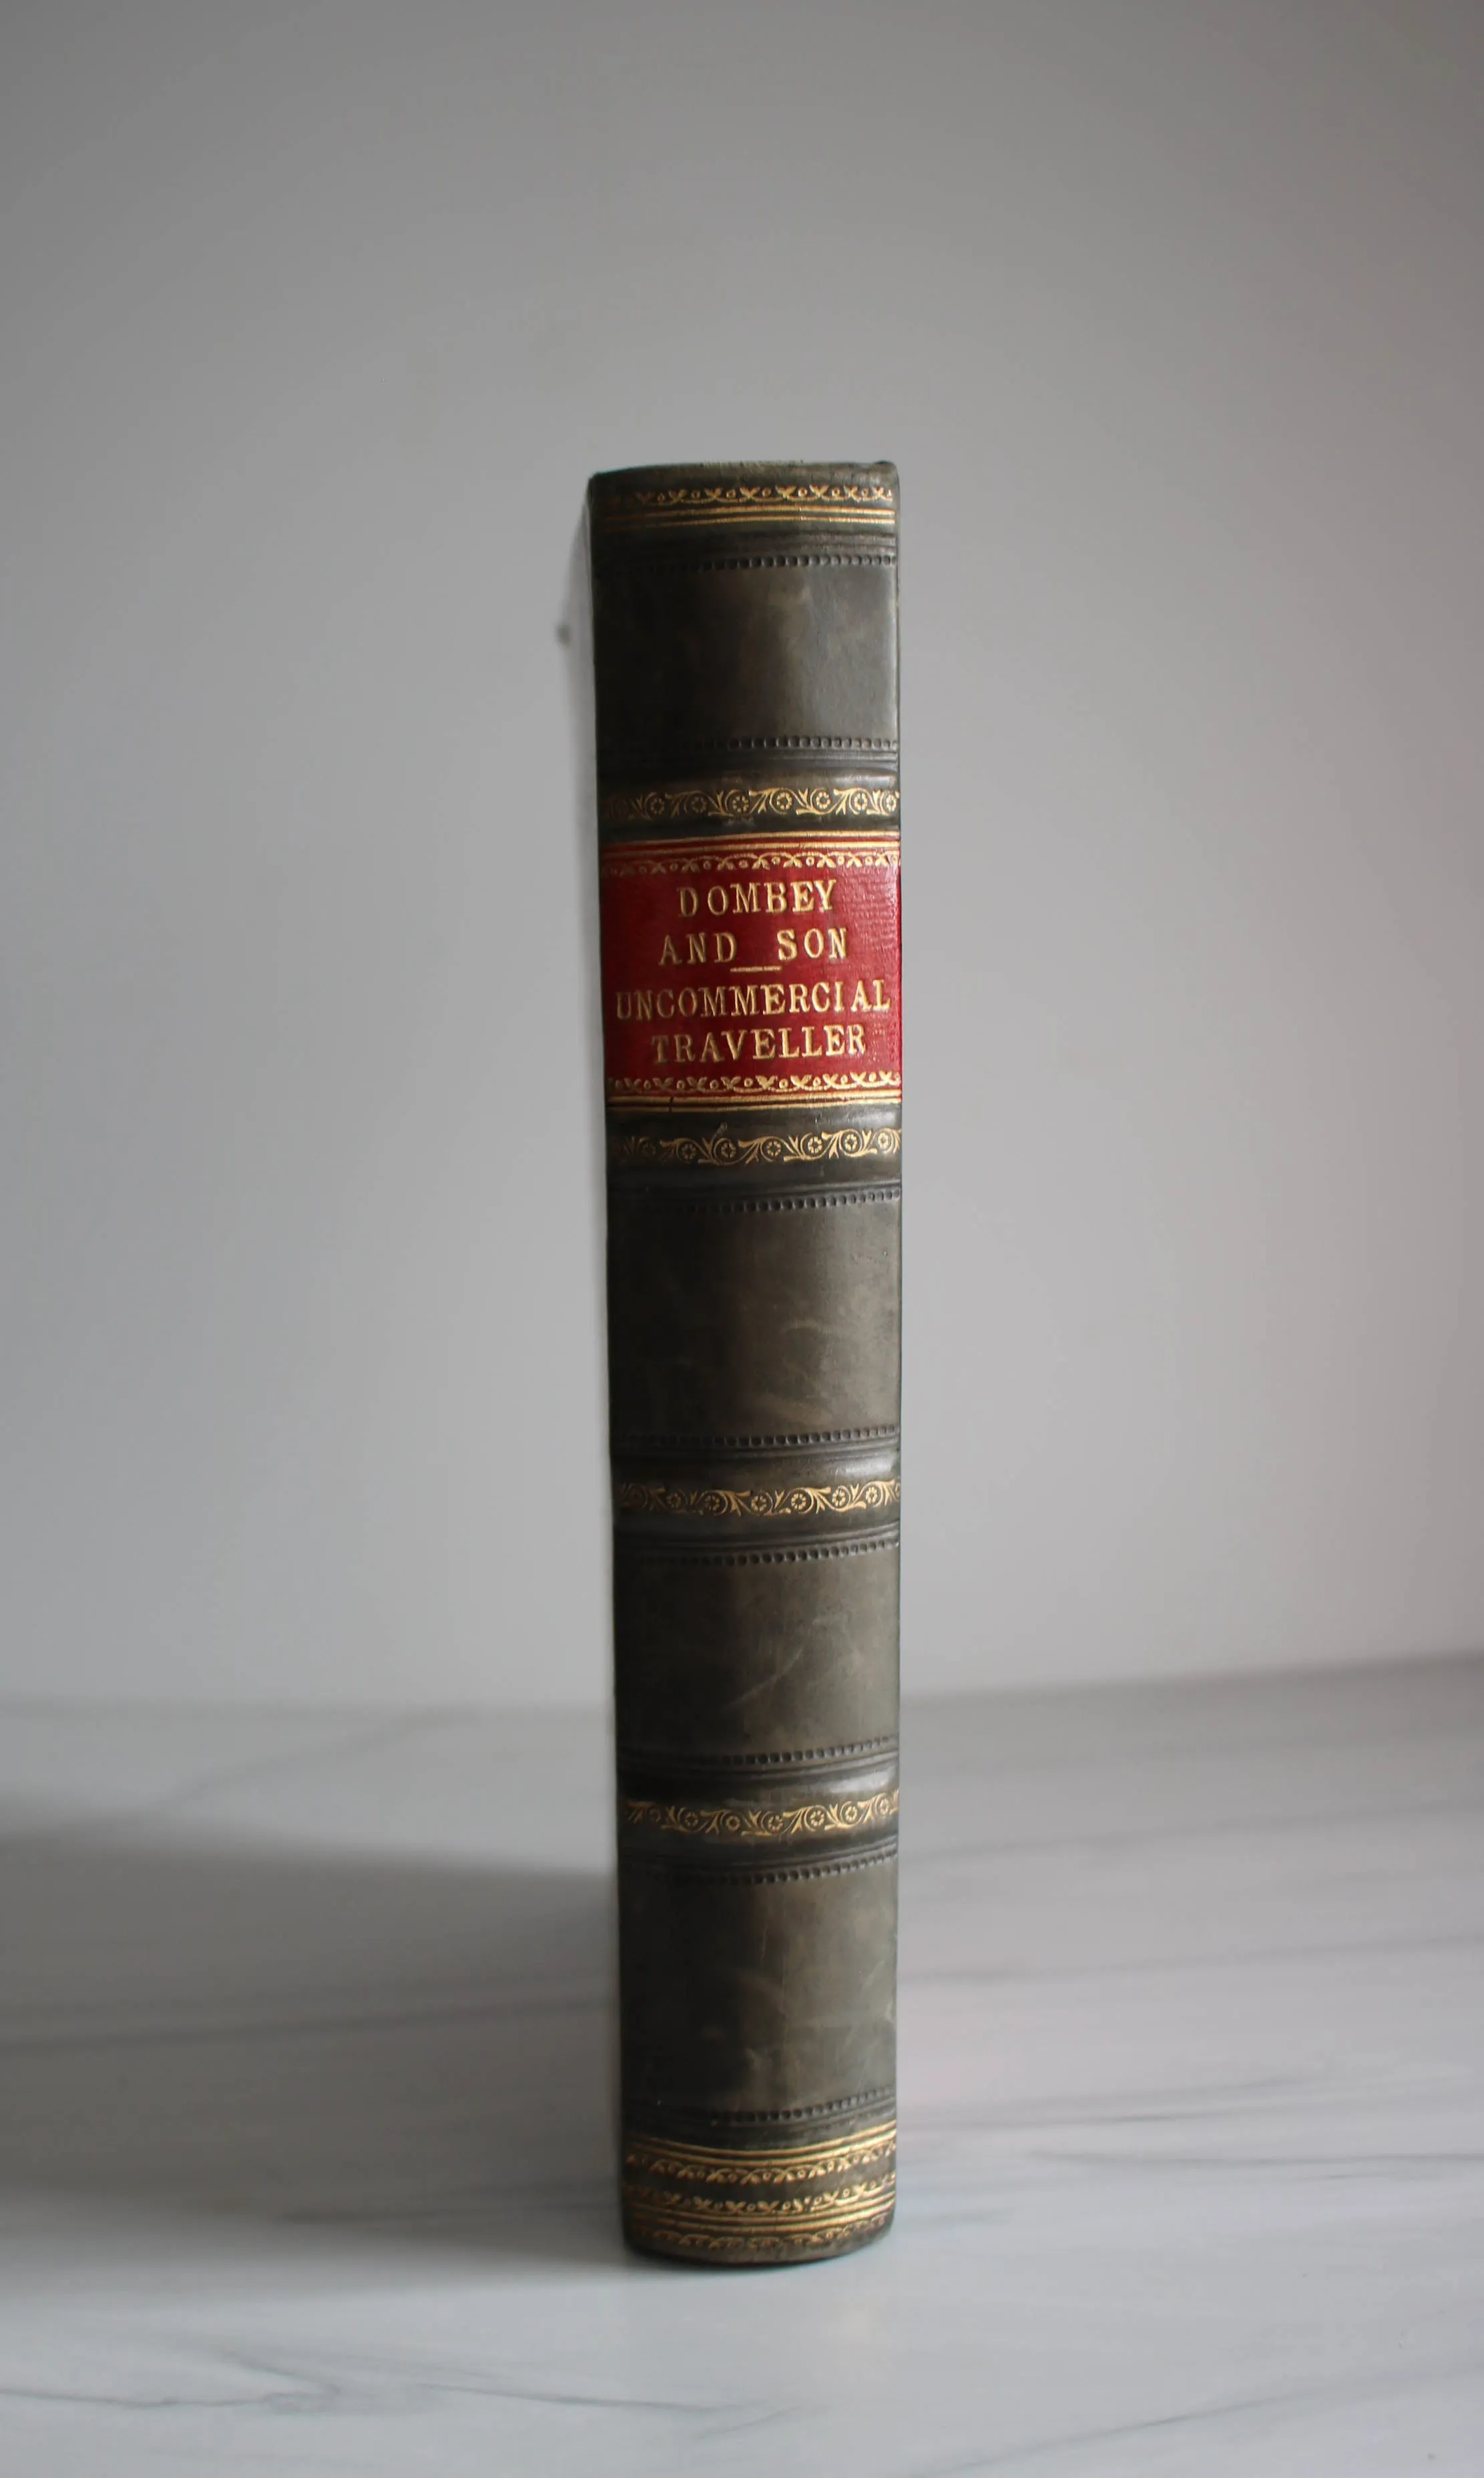 DOMBEY
AND SON
UNCOMMERCIAL
TRAVELLER